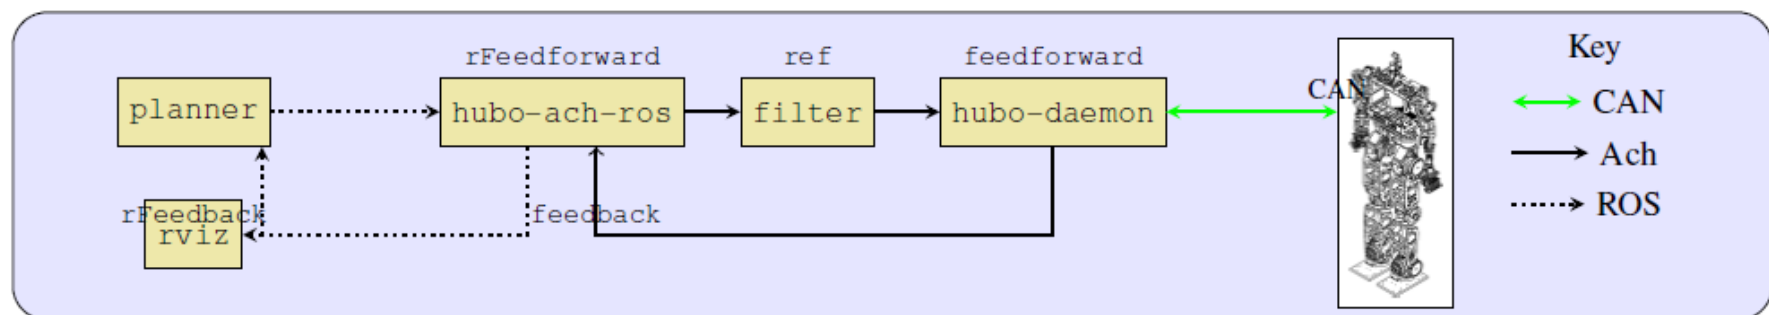 rFeedforward ref feedforward
planner hubo-ach-ros filter hubo-daemon CAN
rFeedback feedback
rviz
Key
CAN
Ach
ROS